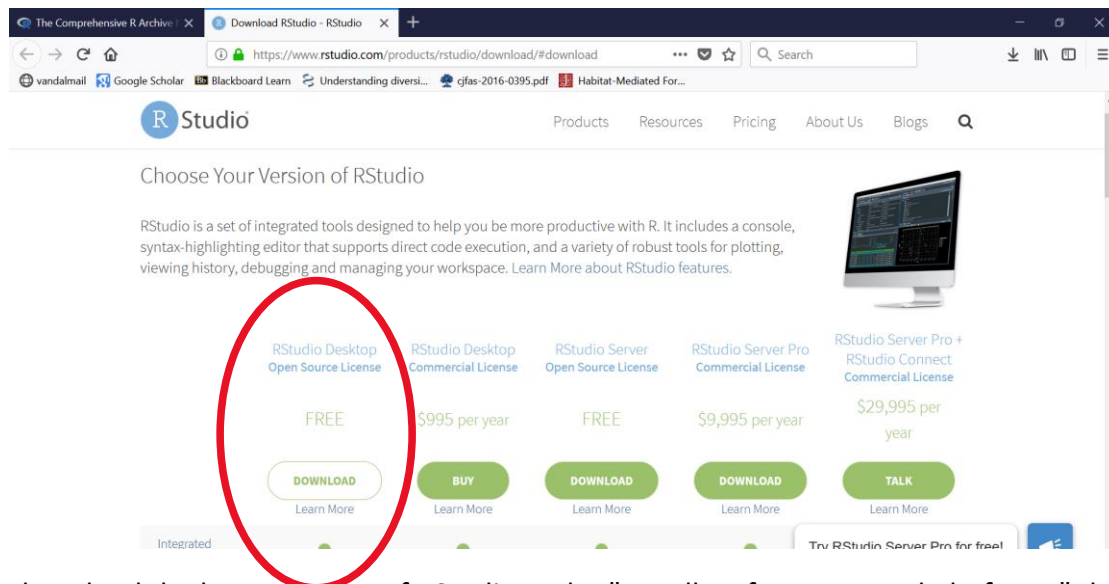 The Comprehensive R Archive
Download RStudio - RStudio
https://www.rstudio.com/products/rstudio/download/#download
Search
vandalmail Google Scholar Bb Blackboard Learn Understanding diversi... cjfas-2016-0395.pdf Habitat-Mediated For...
R Studio
Products Resources Pricing About Us Blogs
Choose Your Version of RStudio
RStudio is a set of integrated tools designed to help you be more productive with R. It includes a console,
syntax-highlighting editor that supports direct code execution, and a variety of robust tools for plotting,
viewing history, debugging and managing your workspace. Learn More about RStudio features.
RStudio Desktop
Open Source License
FREE
DOWNLOAD
Learn More
RStudio Desktop
Commercial License
$995 per year
BUY
Learn More
RStudio Server
Open Source License
FREE
DOWNLOAD
Learn More
RStudio Server Pro
Commercial License
$9,995 per year
DOWNLOAD
Learn More
RStudio Server Pro +
RStudio Connect
Commercial License
$29,995 per
year
TALK
Learn More
Integrated
Try RStudio Server Pro for free!